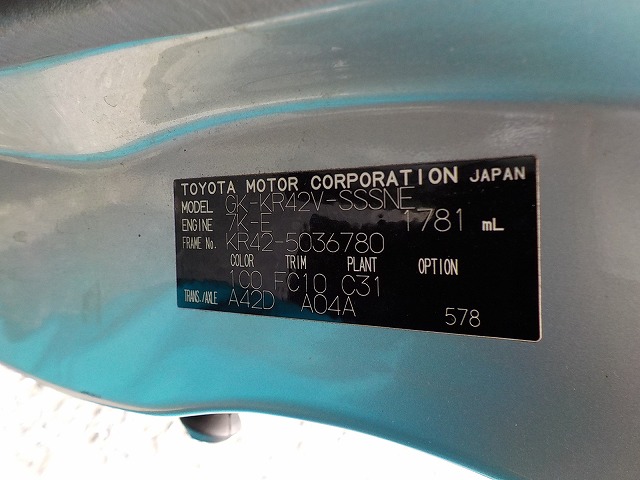 TOYOTA MOTOR CORPORATION JAPAN
MODEL GK-KR42V-SSSNE
ENGINE 7K-E 1781 mL
FRAME No. KR42-5036780
COLOR TRIM PLANT OPTION
1C0 FC10 C31
TRANS./AXLE A42D A04A
578